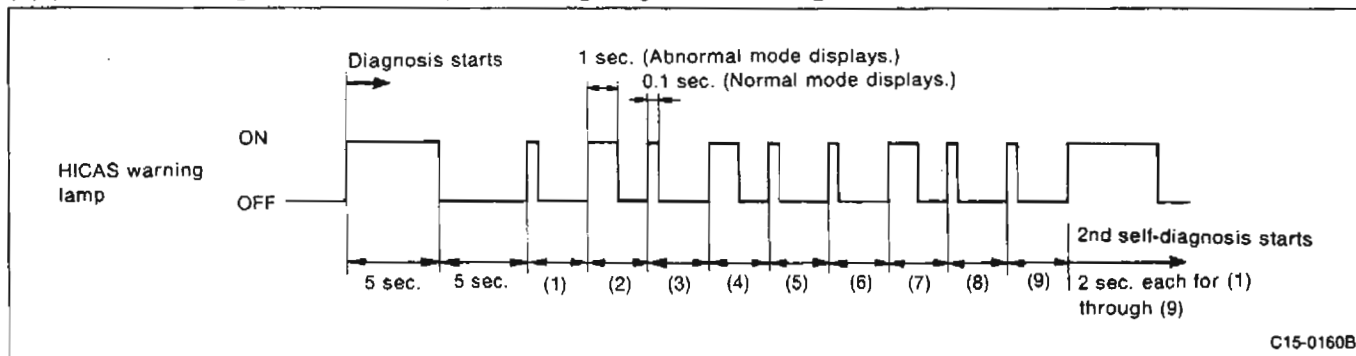 Diagnosis starts
1 sec. (Abnormal mode displays.)
0.1 sec. (Normal mode displays.)
ON
HICAS warning
lamp
OFF
2nd self-diagnosis starts
5 sec. 5 sec. (1) (2) (3) (4) (5) (6) (7) (8) (9) 2 sec. each for (1)
through (9)
C15-0160B